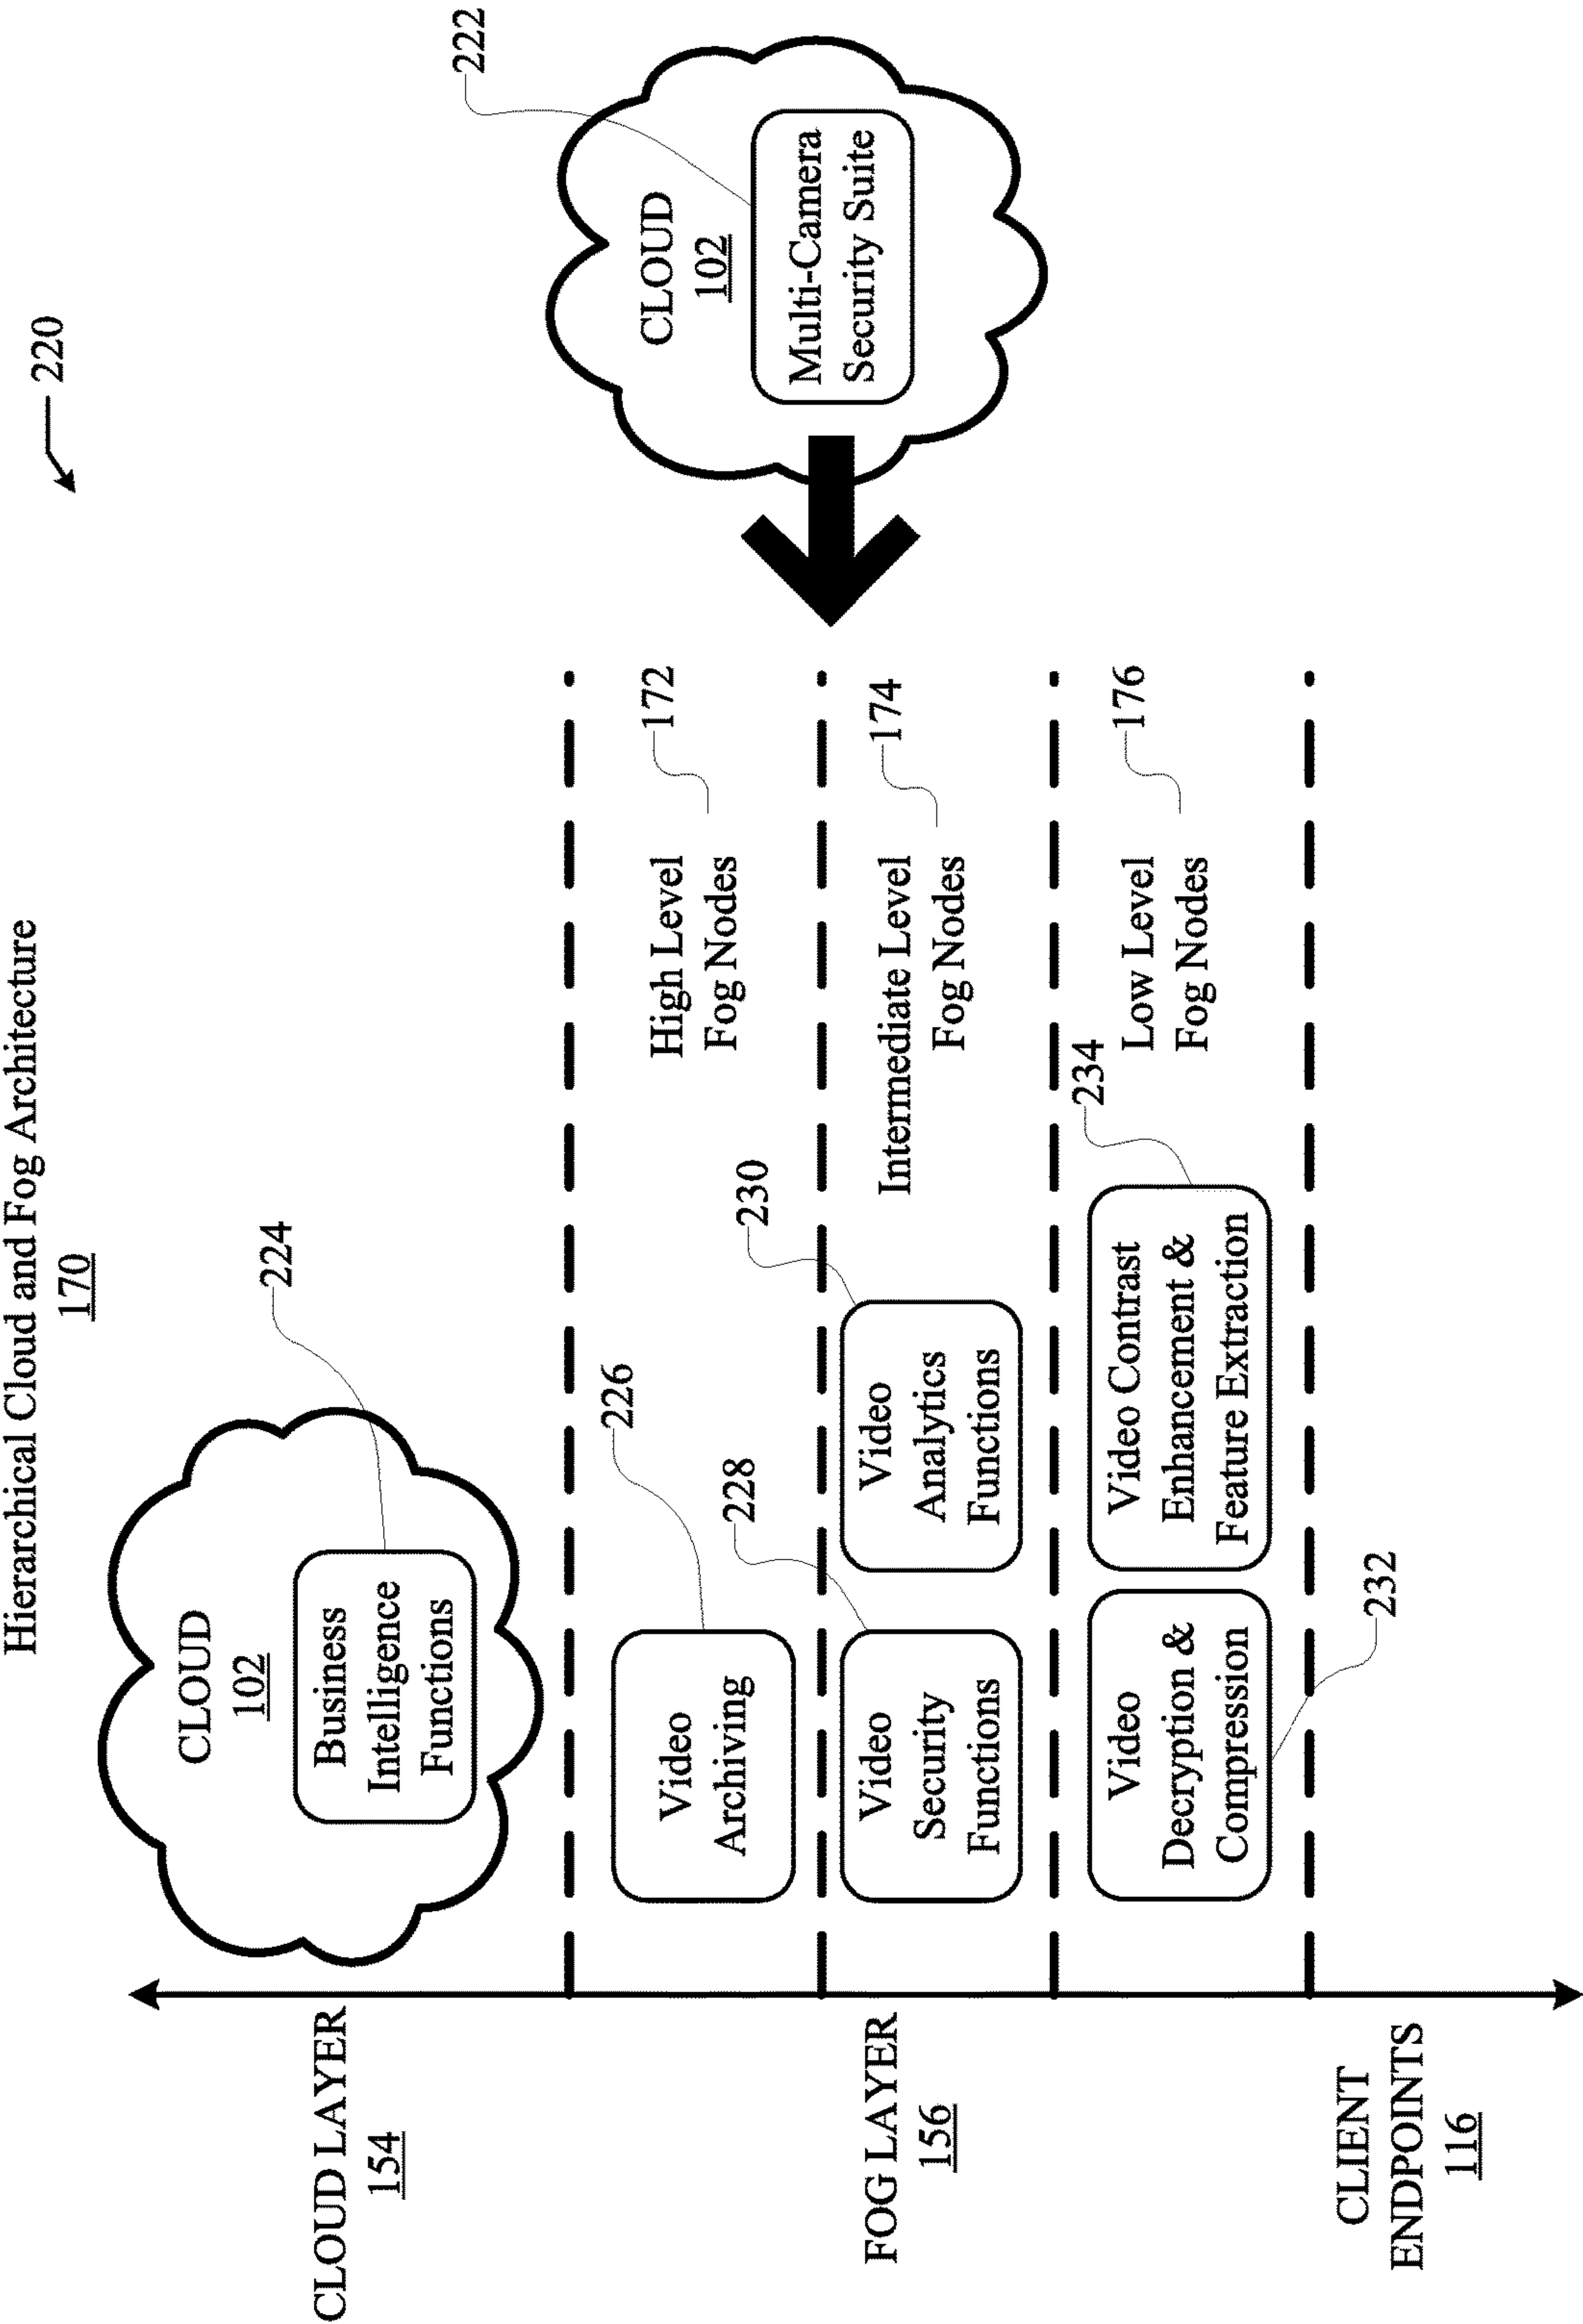 Hierarchical Cloud and Fog Architecture
170
220
CLOUD LAYER
154
CLOUD
102
Business
Intelligence
Functions
224
FOG LAYER
156
Video
Archiving
226
High Level
Fog Nodes
172
Video
Security
Functions
228
Video
Analytics
Functions
230
Intermediate Level
Fog Nodes
174
Video
Decryption &
Compression
232
Video Contrast
Enhancement &
Feature Extraction
234
Low Level
Fog Nodes
176
CLIENT
ENDPOINTS
116
CLOUD
102
Multi-Camera
Security Suite
222